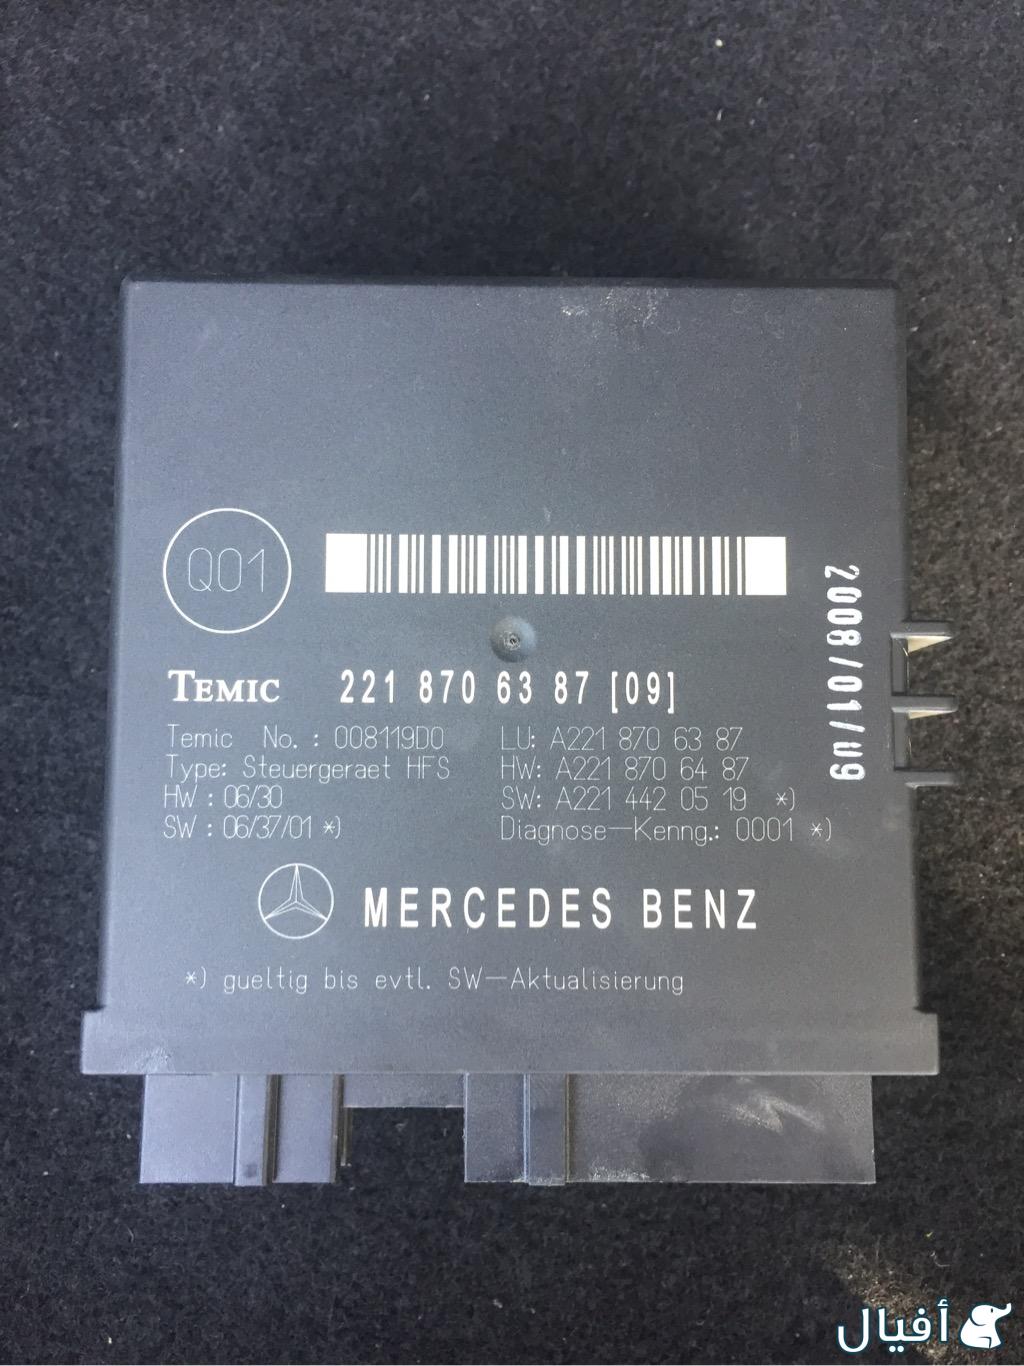 Q01
2008/01/09
TEMIC 221 870 63 87 [09]
Temic No. : 008119D0 LU: A221 870 63 87
Type: Steuergeraet HFS HW: A221 870 64 87
HW : 06/30 SW: A221 442 05 19 *)
SW : 06/37/01 *) Diagnose-Kenng.: 0001 *)
MERCEDES BENZ
*) gueltig bis evtl. SW-Aktualisierung
أفيال